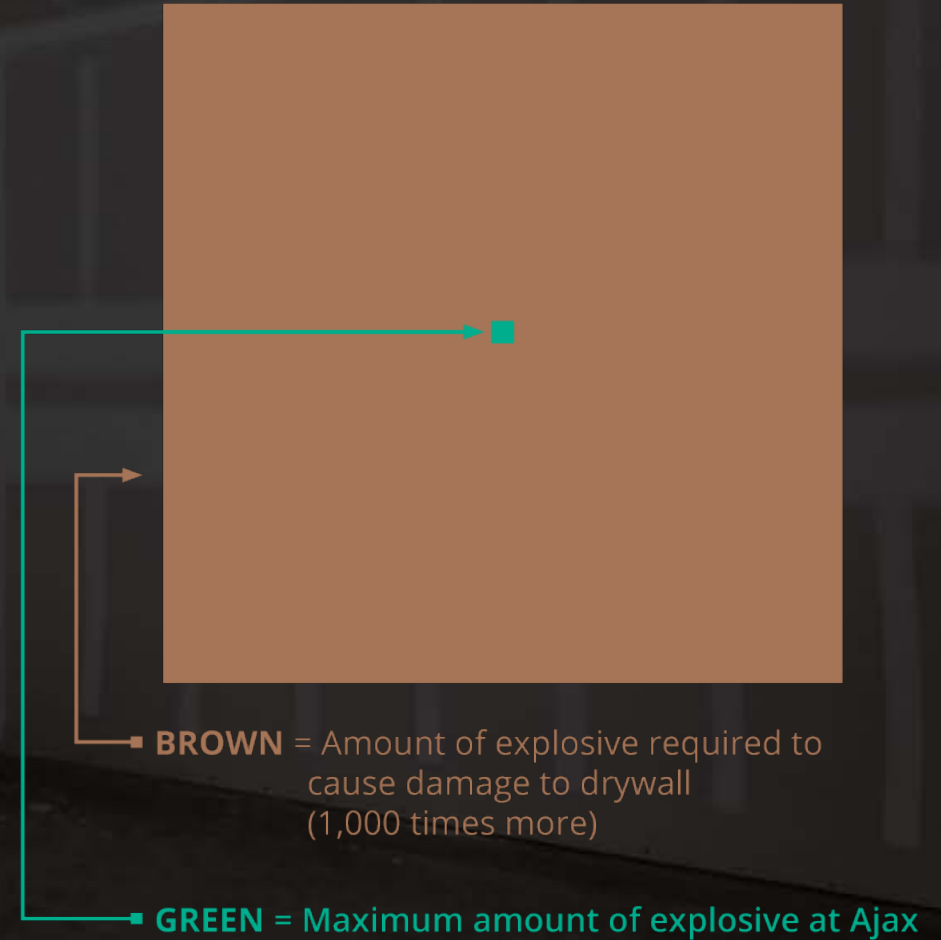 BROWN = Amount of explosive required to
cause damage to drywall
(1,000 times more)
GREEN = Maximum amount of explosive at Ajax